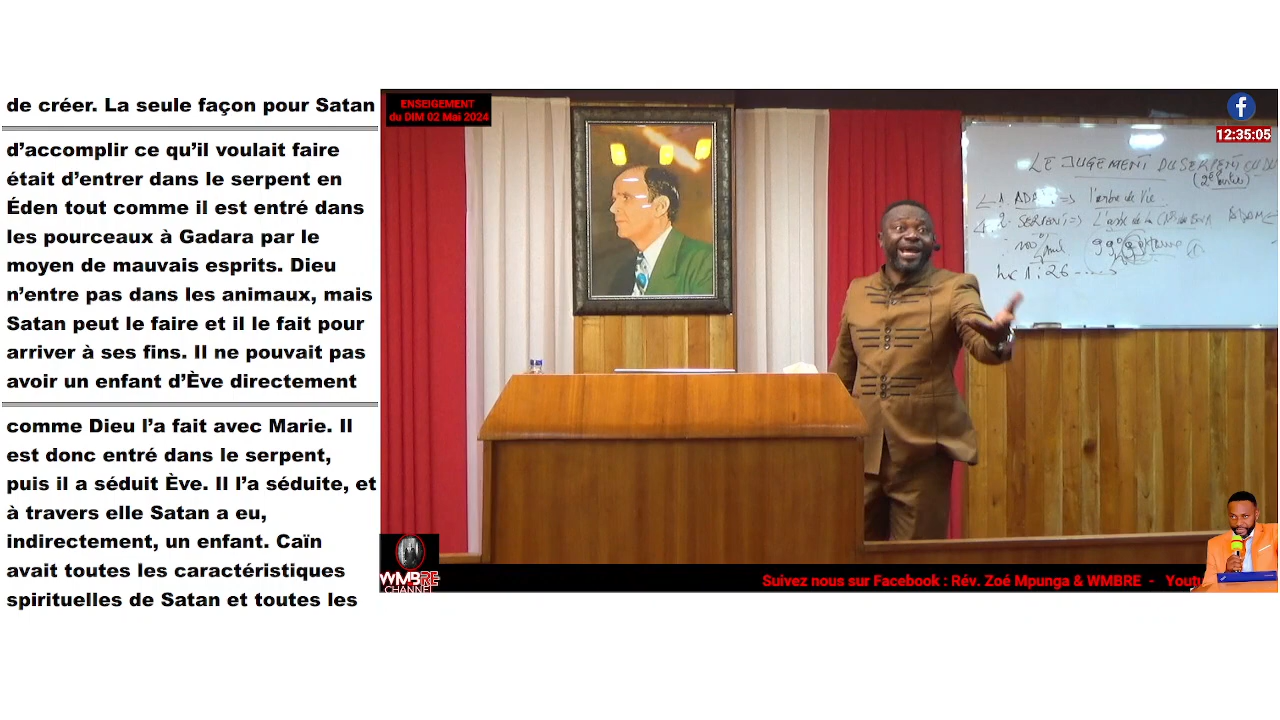 de créer. La seule façon pour Satan
d’accomplir ce qu’il voulait faire
était d’entrer dans le serpent en
Éden tout comme il est entré dans
les pourceaux à Gadara par le
moyen de mauvais esprits. Dieu
n’entre pas dans les animaux, mais
Satan peut le faire et il le fait pour
arriver à ses fins. Il ne pouvait pas
avoir un enfant d’Ève directement
comme Dieu l’a fait avec Marie. Il
est donc entré dans le serpent,
puis il a séduit Ève. Il l’a séduite, et
à travers elle Satan a eu,
indirectement, un enfant. Caïn
avait toutes les caractéristiques
spirituelles de Satan et toutes les
ENSEIGEMENT
du DIM 02 Mai 2024
12:35:05
LE JUGEMENT DU SERPENT
(2e Partie)
l'arbre de Vie
SERPENT => L'arbre de la
1:26
WMBRE
CHANNEL
Suivez nous sur Facebook : Rév. Zoé Mpunga & WMBRE - Youtu